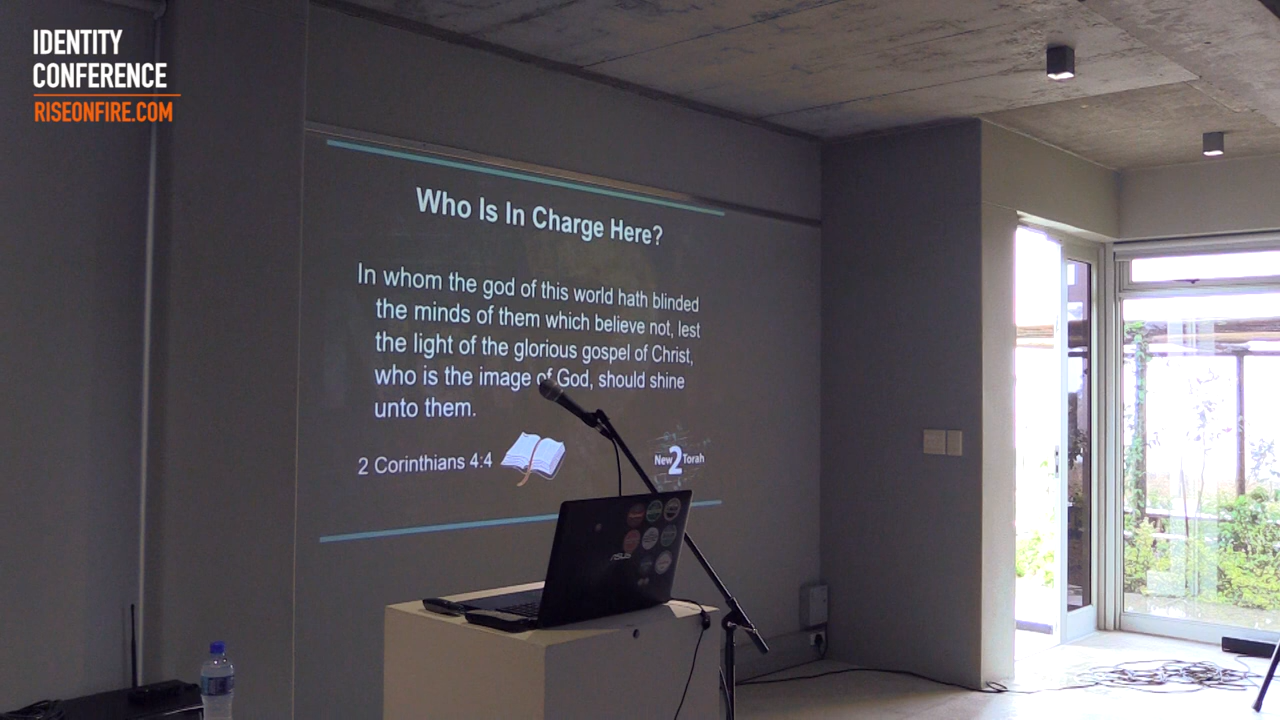 IDENTITY
CONFERENCE
RISEONFIRE.COM
Who Is In Charge Here?
In whom the god of this world hath blinded
the minds of them which believe not, lest
the light of the glorious gospel of Christ,
who is the image of God, should shine
unto them.
2 Corinthians 4:4
New2Torah
ASUS